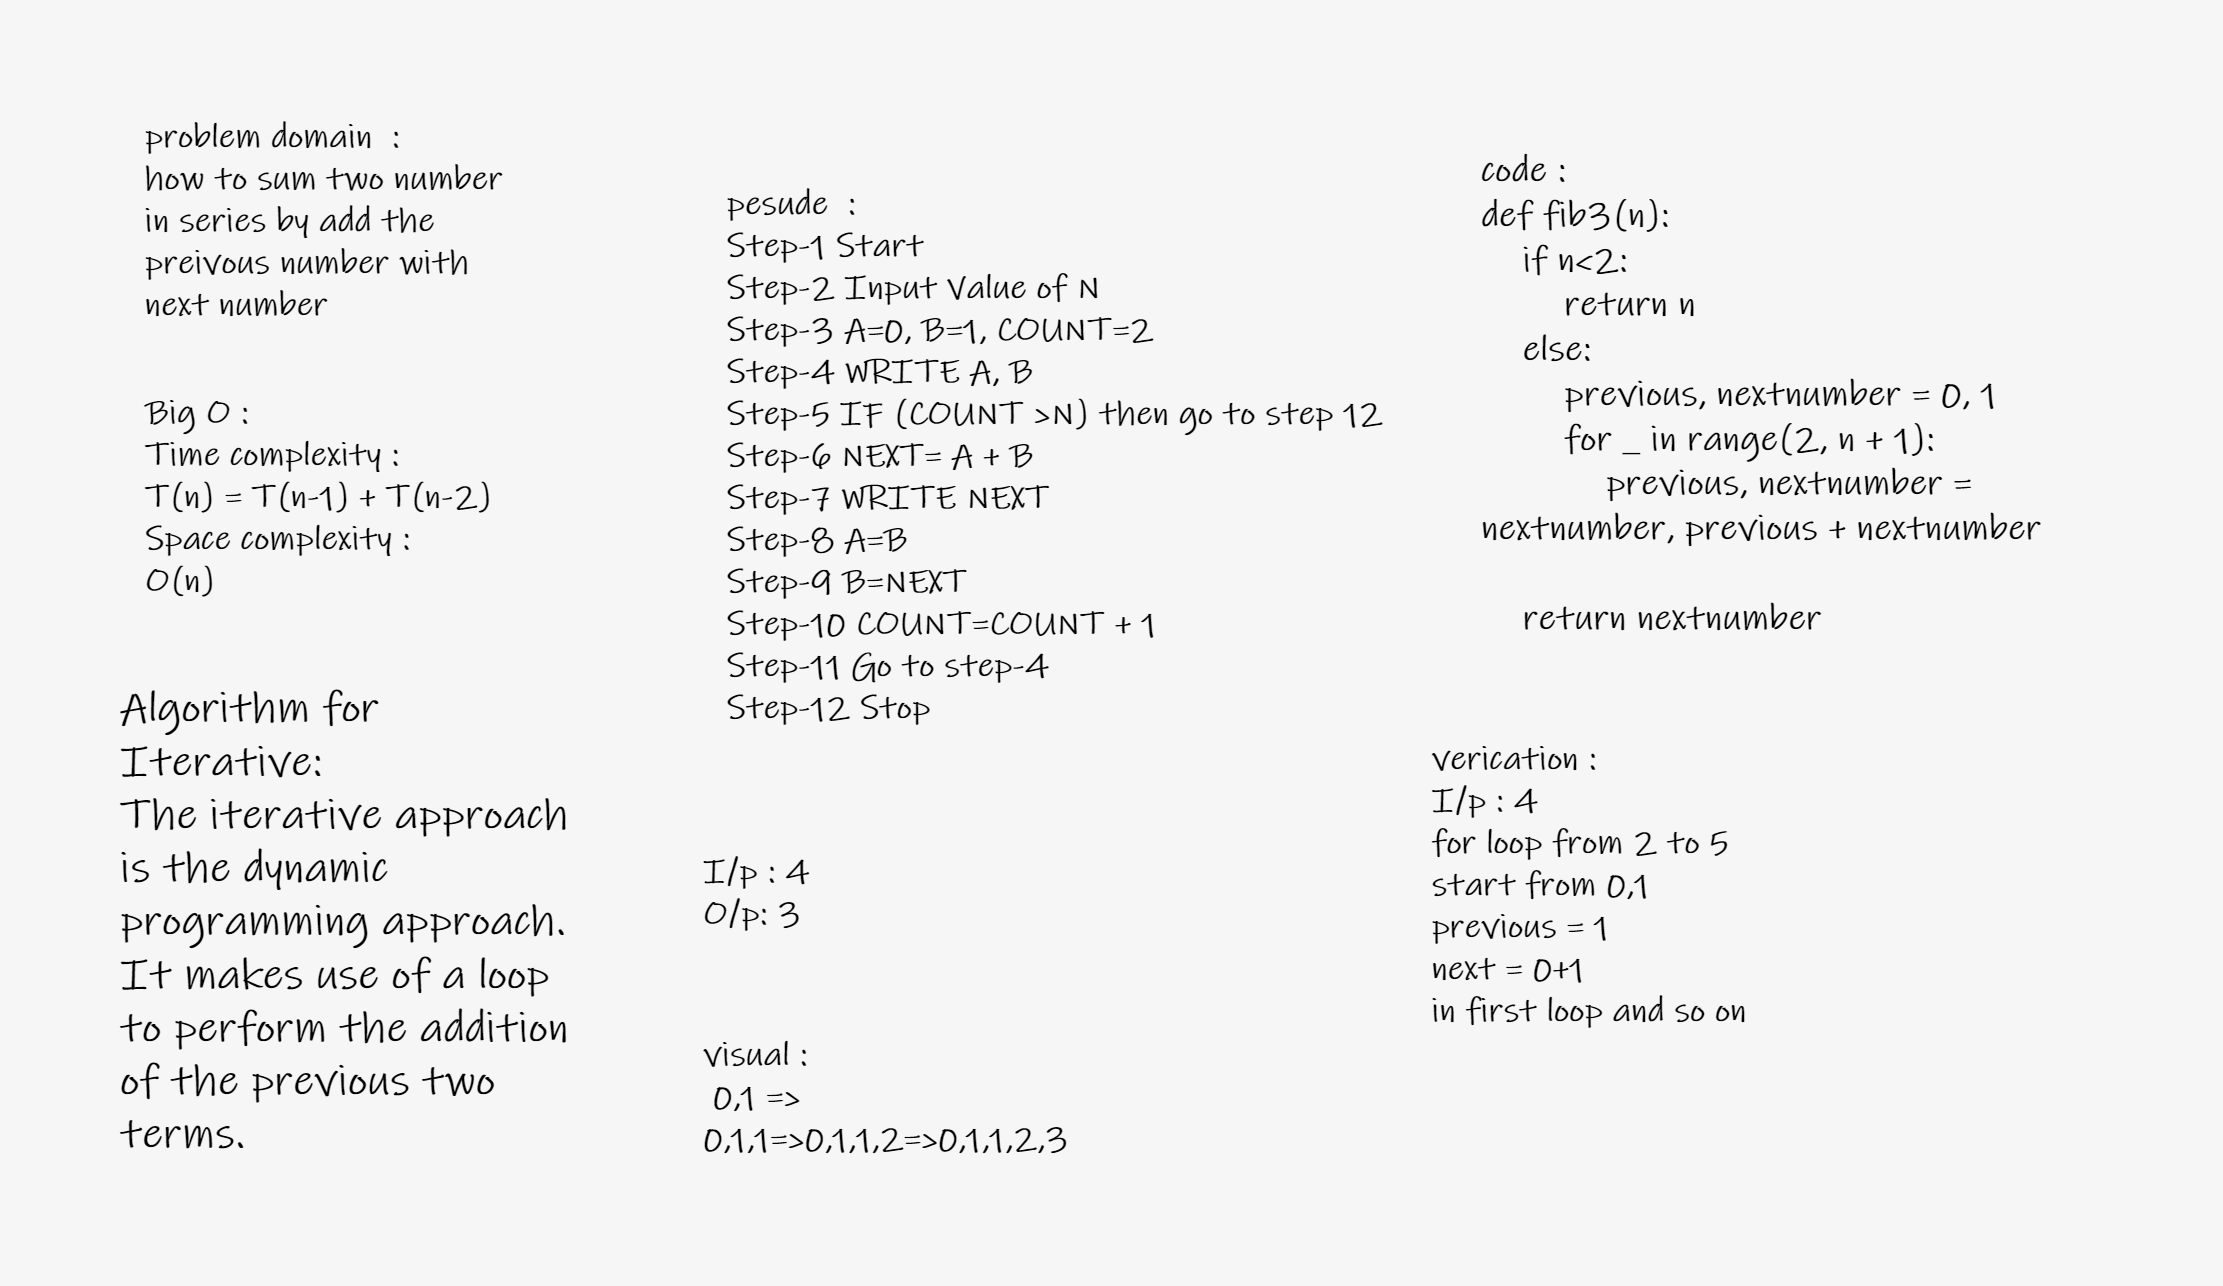 problem domain :
how to sum two number
in series by add the
preivous number with
next number
Big O :
Time complexity :
T(n) = T(n-1) + T(n-2)
Space complexity :
O(n)
Algorithm for
Iterative:
The iterative approach
is the dynamic
programming approach.
It makes use of a loop
to perform the addition
of the previous two
terms.
pesude :
Step-1 Start
Step-2 Input Value of N
Step-3 A=0, B=1, COUNT=2
Step-4 WRITE A, B
Step-5 IF (COUNT >N) then go to step 12
Step-6 NEXT= A + B
Step-7 WRITE NEXT
Step-8 A=B
Step-9 B=NEXT
Step-10 COUNT=COUNT + 1
Step-11 Go to step-4
Step-12 Stop
I/p : 4
O/p: 3
visual :
0,1 =>
0,1,1=>0,1,1,2=>0,1,1,2,3
code :
def fib3(n):
if n<2:
return n
else:
previous, nextnumber = 0, 1
for _ in range(2, n + 1):
previous, nextnumber =
nextnumber, previous + nextnumber
return nextnumber
verication :
I/p : 4
for loop from 2 to 5
start from 0,1
previous = 1
next = 0+1
in first loop and so on